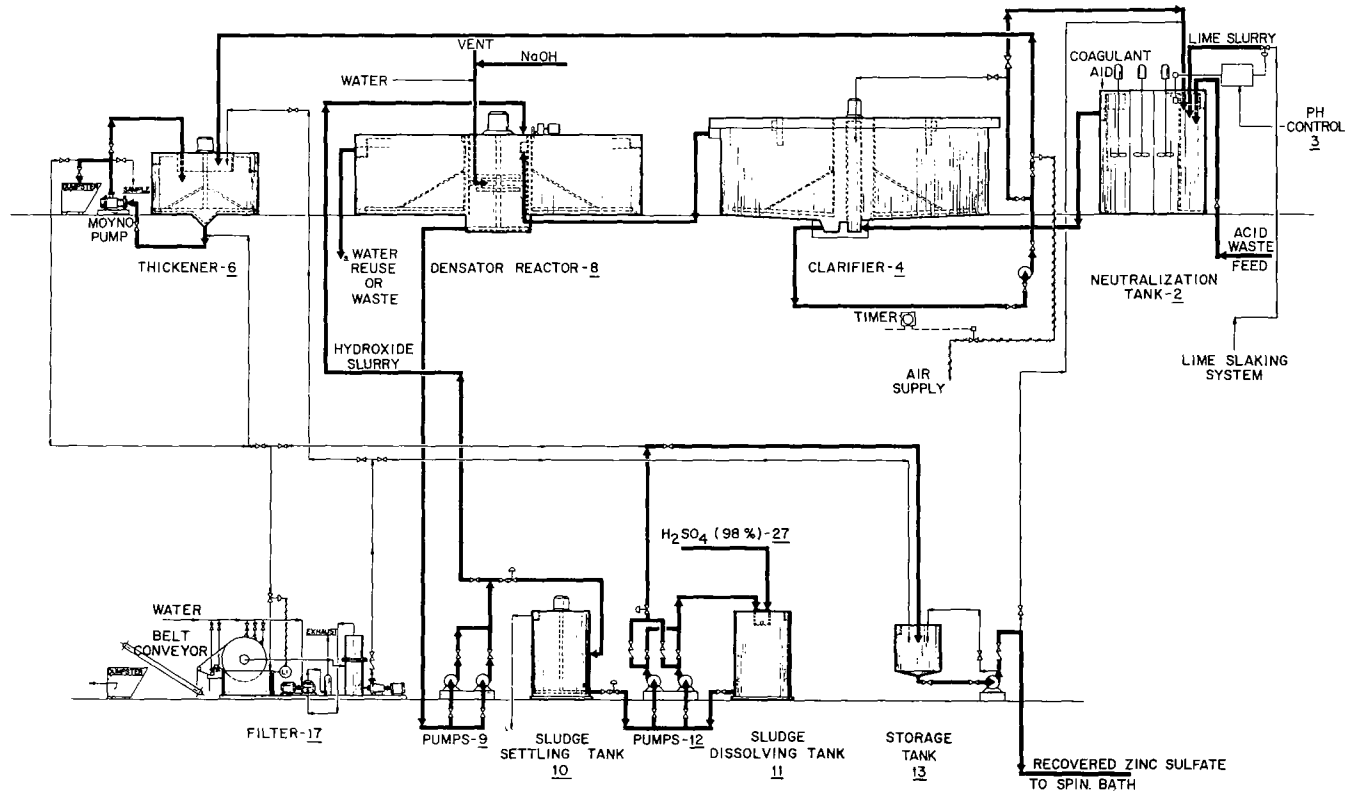 VENT
NaOH
WATER
LIME SLURRY
COAGULANT
AID
PH
CONTROL
3
DUMPSTER
SAMPLE
MOYNO
PUMP
THICKENER-6
WATER
REUSE
OR
WASTE
DENSATOR REACTOR-8
CLARIFIER-4
NEUTRALIZATION
TANK-2
ACID
WASTE
FEED
TIMER
AIR
SUPPLY
LIME SLAKING
SYSTEM
HYDROXIDE
SLURRY
H2SO4 (98%)-27
WATER
BELT
CONVEYOR
EXHAUST
DUMPSTER
FILTER-17
PUMPS-9
SLUDGE
SETTLING TANK
10
PUMPS-12
SLUDGE
DISSOLVING TANK
11
STORAGE
TANK
13
RECOVERED ZINC SULFATE
TO SPIN. BATH